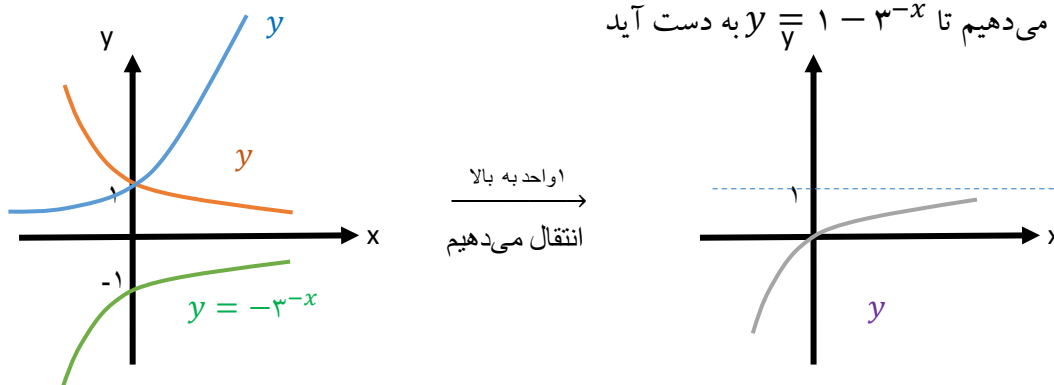 می‌دهیم تا y = ۱ − ۳^{−x} به دست آید
y
y
y
۱
x
-۱
y = −۳^{−x}
۱واحد به بالا
انتقال می‌دهیم
y
۱
x
y